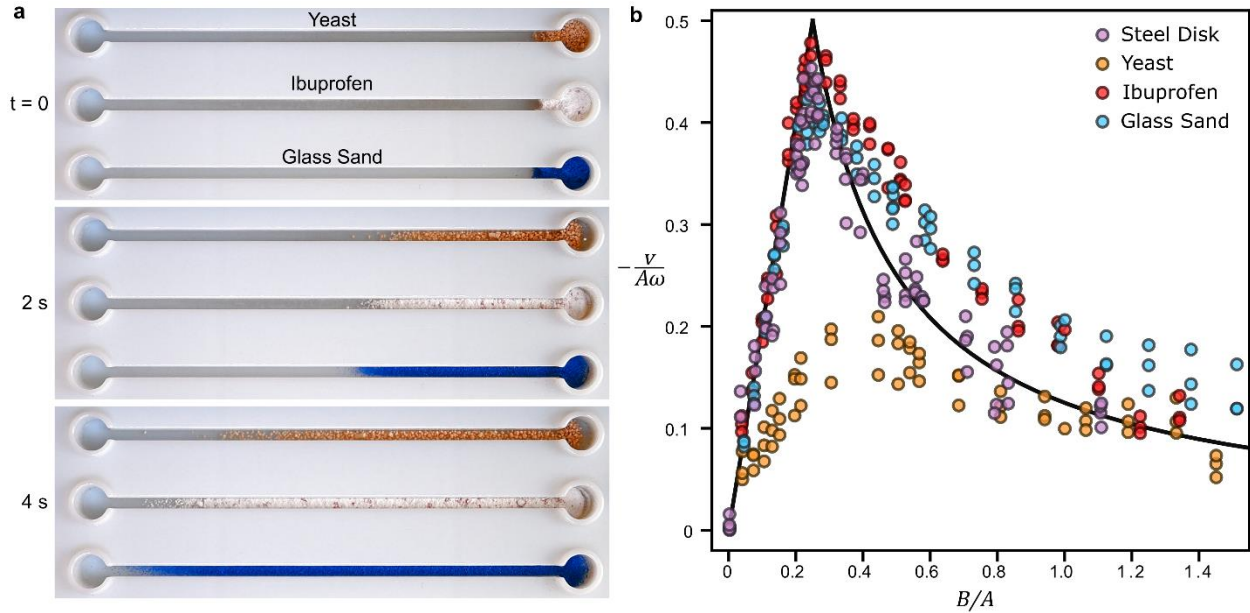 a
Yeast
Ibuprofen
t = 0
Glass Sand
2 s
4 s
b
0.5
0.4
0.3
0.2
0.1
0
- v / Aω
Steel Disk
Yeast
Ibuprofen
Glass Sand
0 0.2 0.4 0.6 0.8 1.0 1.2 1.4
B/A